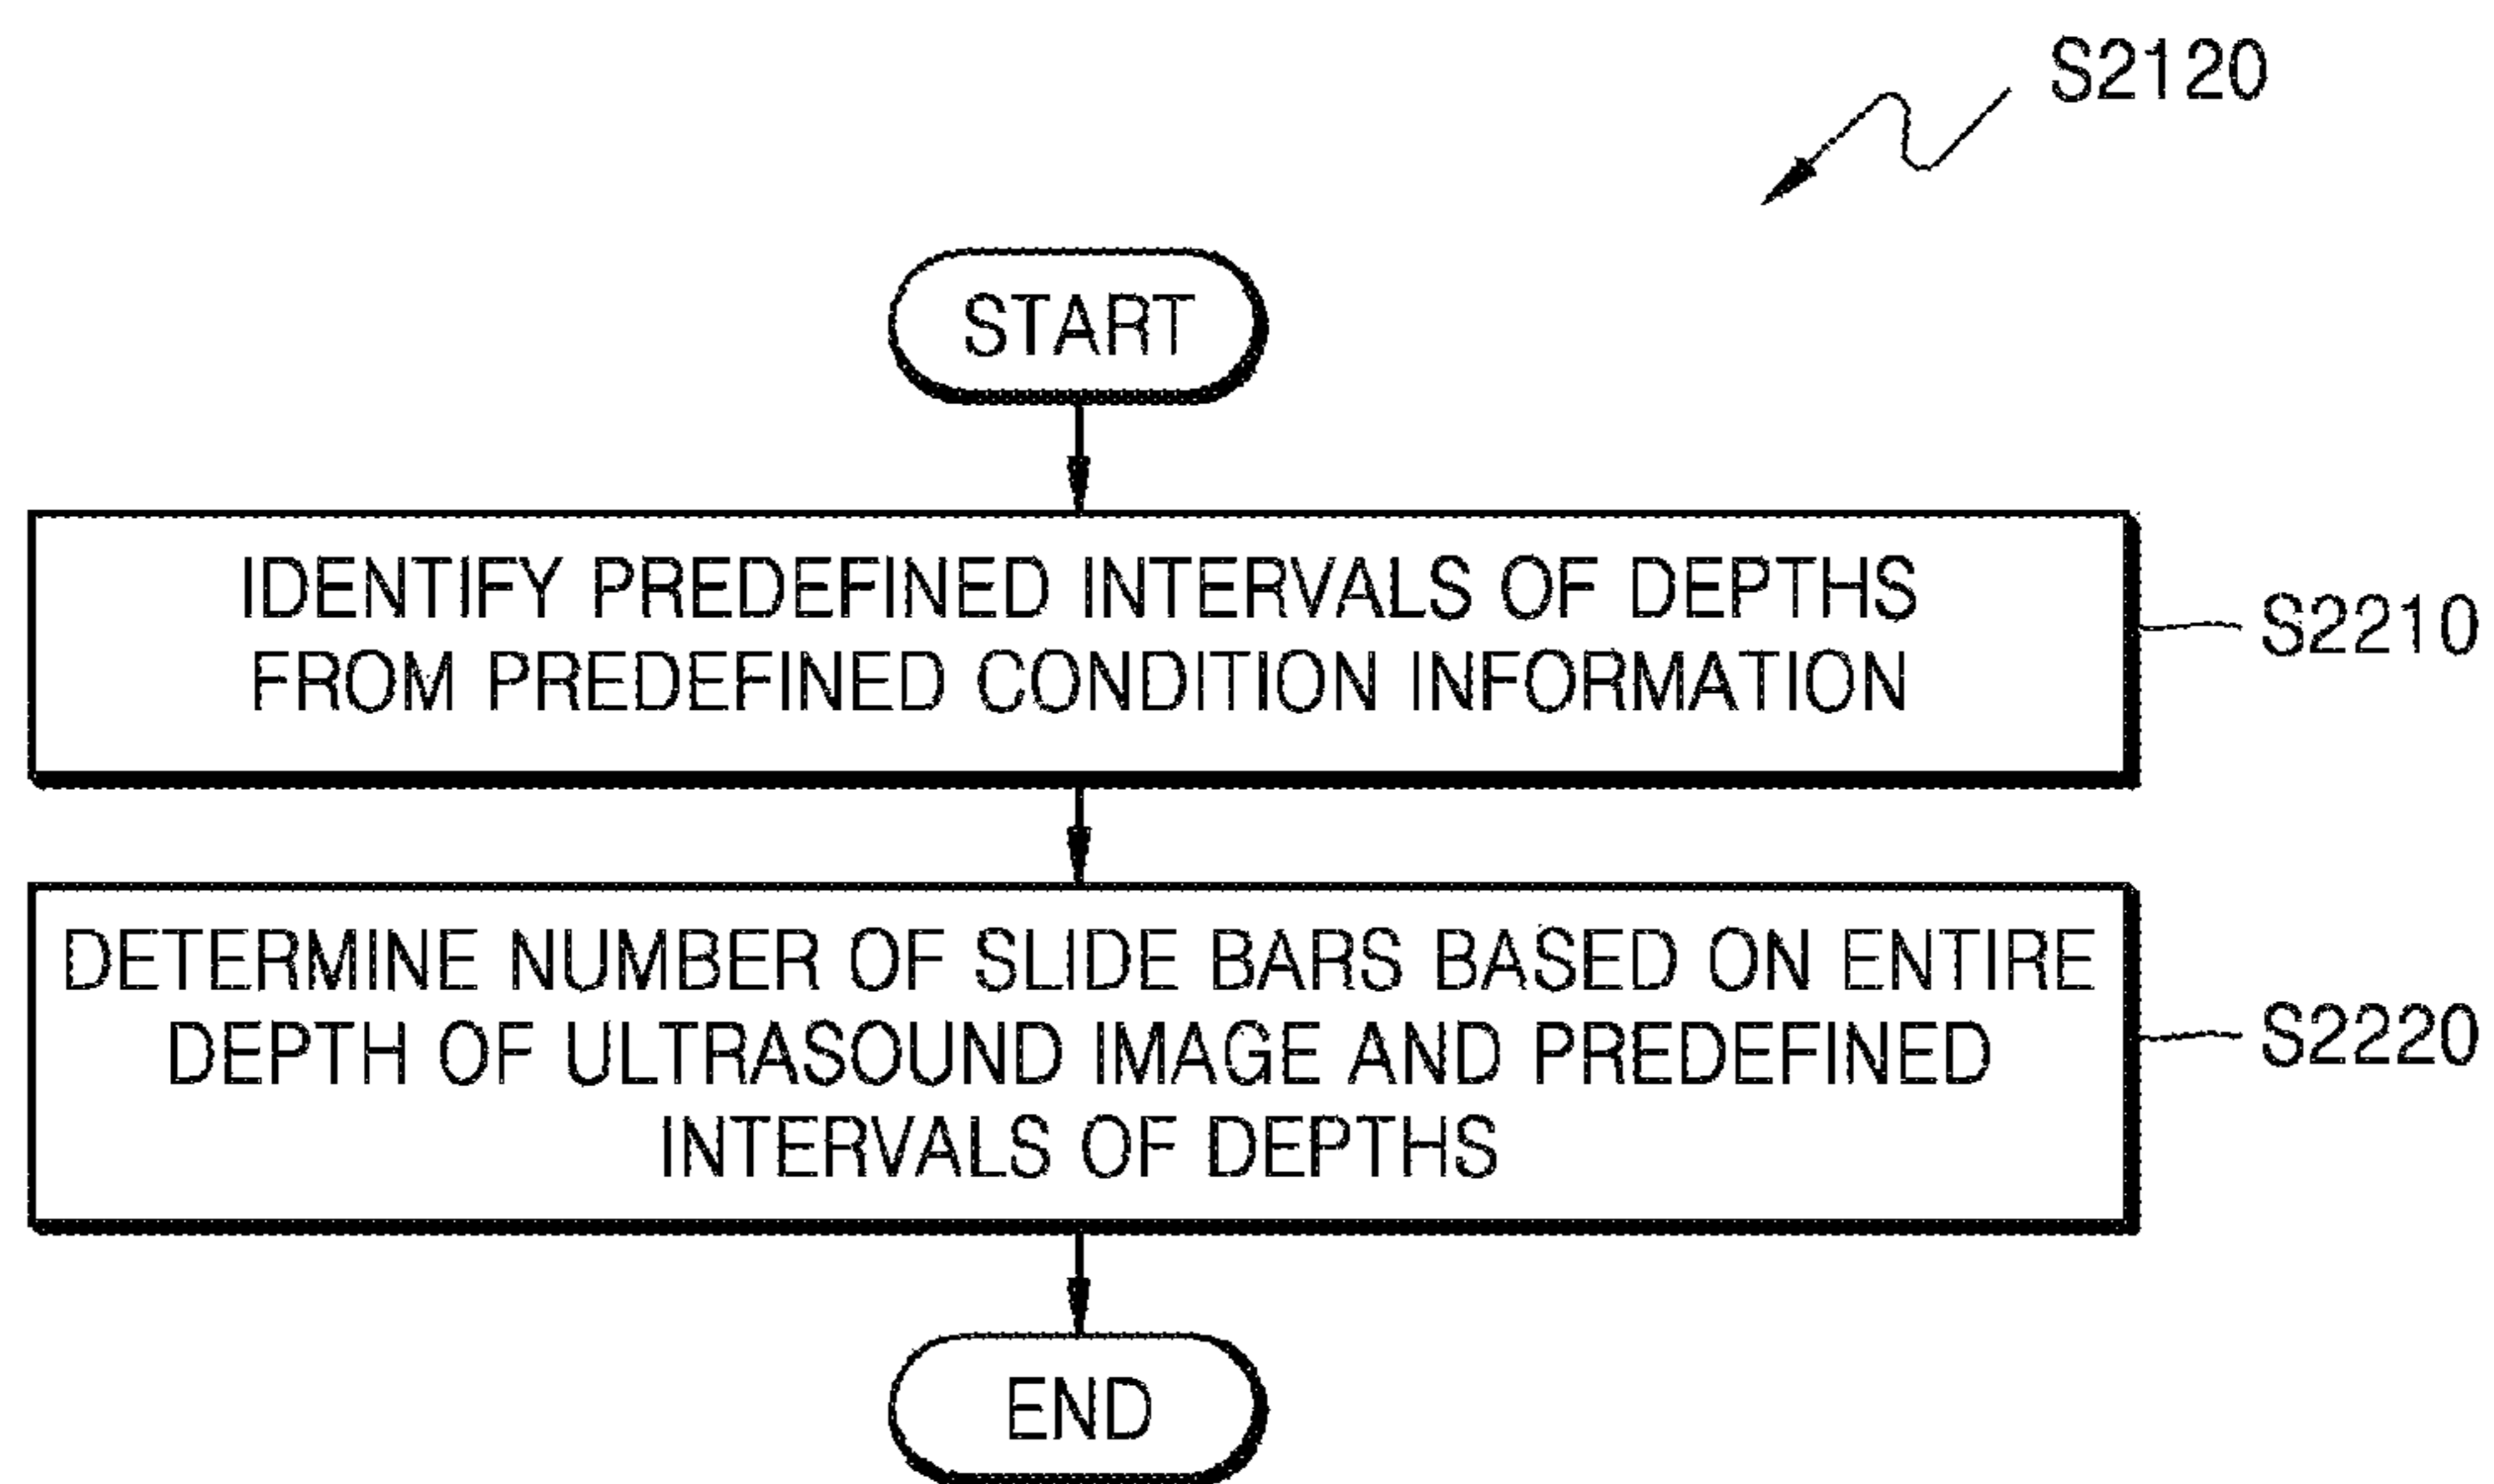 S2120
START
IDENTIFY PREDEFINED INTERVALS OF DEPTHS
FROM PREDEFINED CONDITION INFORMATION
S2210
DETERMINE NUMBER OF SLIDE BARS BASED ON ENTIRE
DEPTH OF ULTRASOUND IMAGE AND PREDEFINED
INTERVALS OF DEPTHS
S2220
END